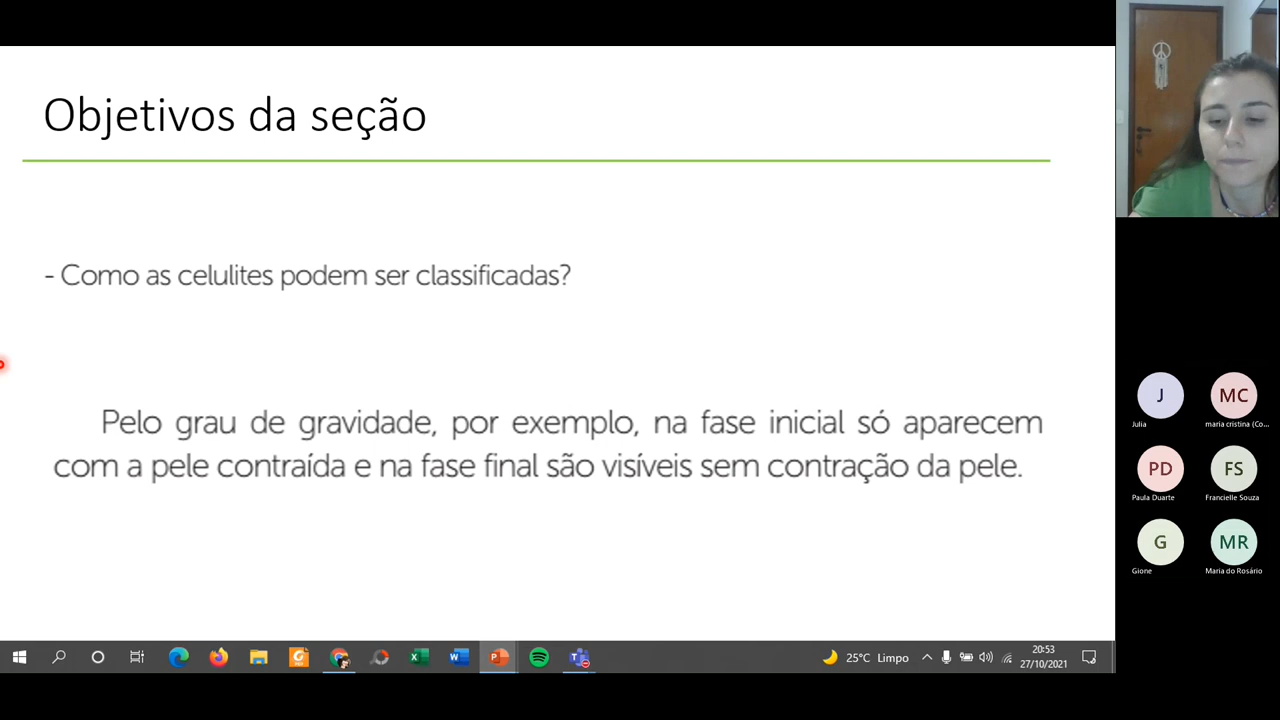 Objetivos da seção
- Como as celulites podem ser classificadas?
Pelo grau de gravidade, por exemplo, na fase inicial só aparecem
com a pele contraída e na fase final são visíveis sem contração da pele.
J
Julia
MC
maria cristina (Co...
PD
Paula Duarte
FS
Francielle Souza
G
Gione
MR
Maria do Rosário
25°C Limpo
20:53
27/10/2021